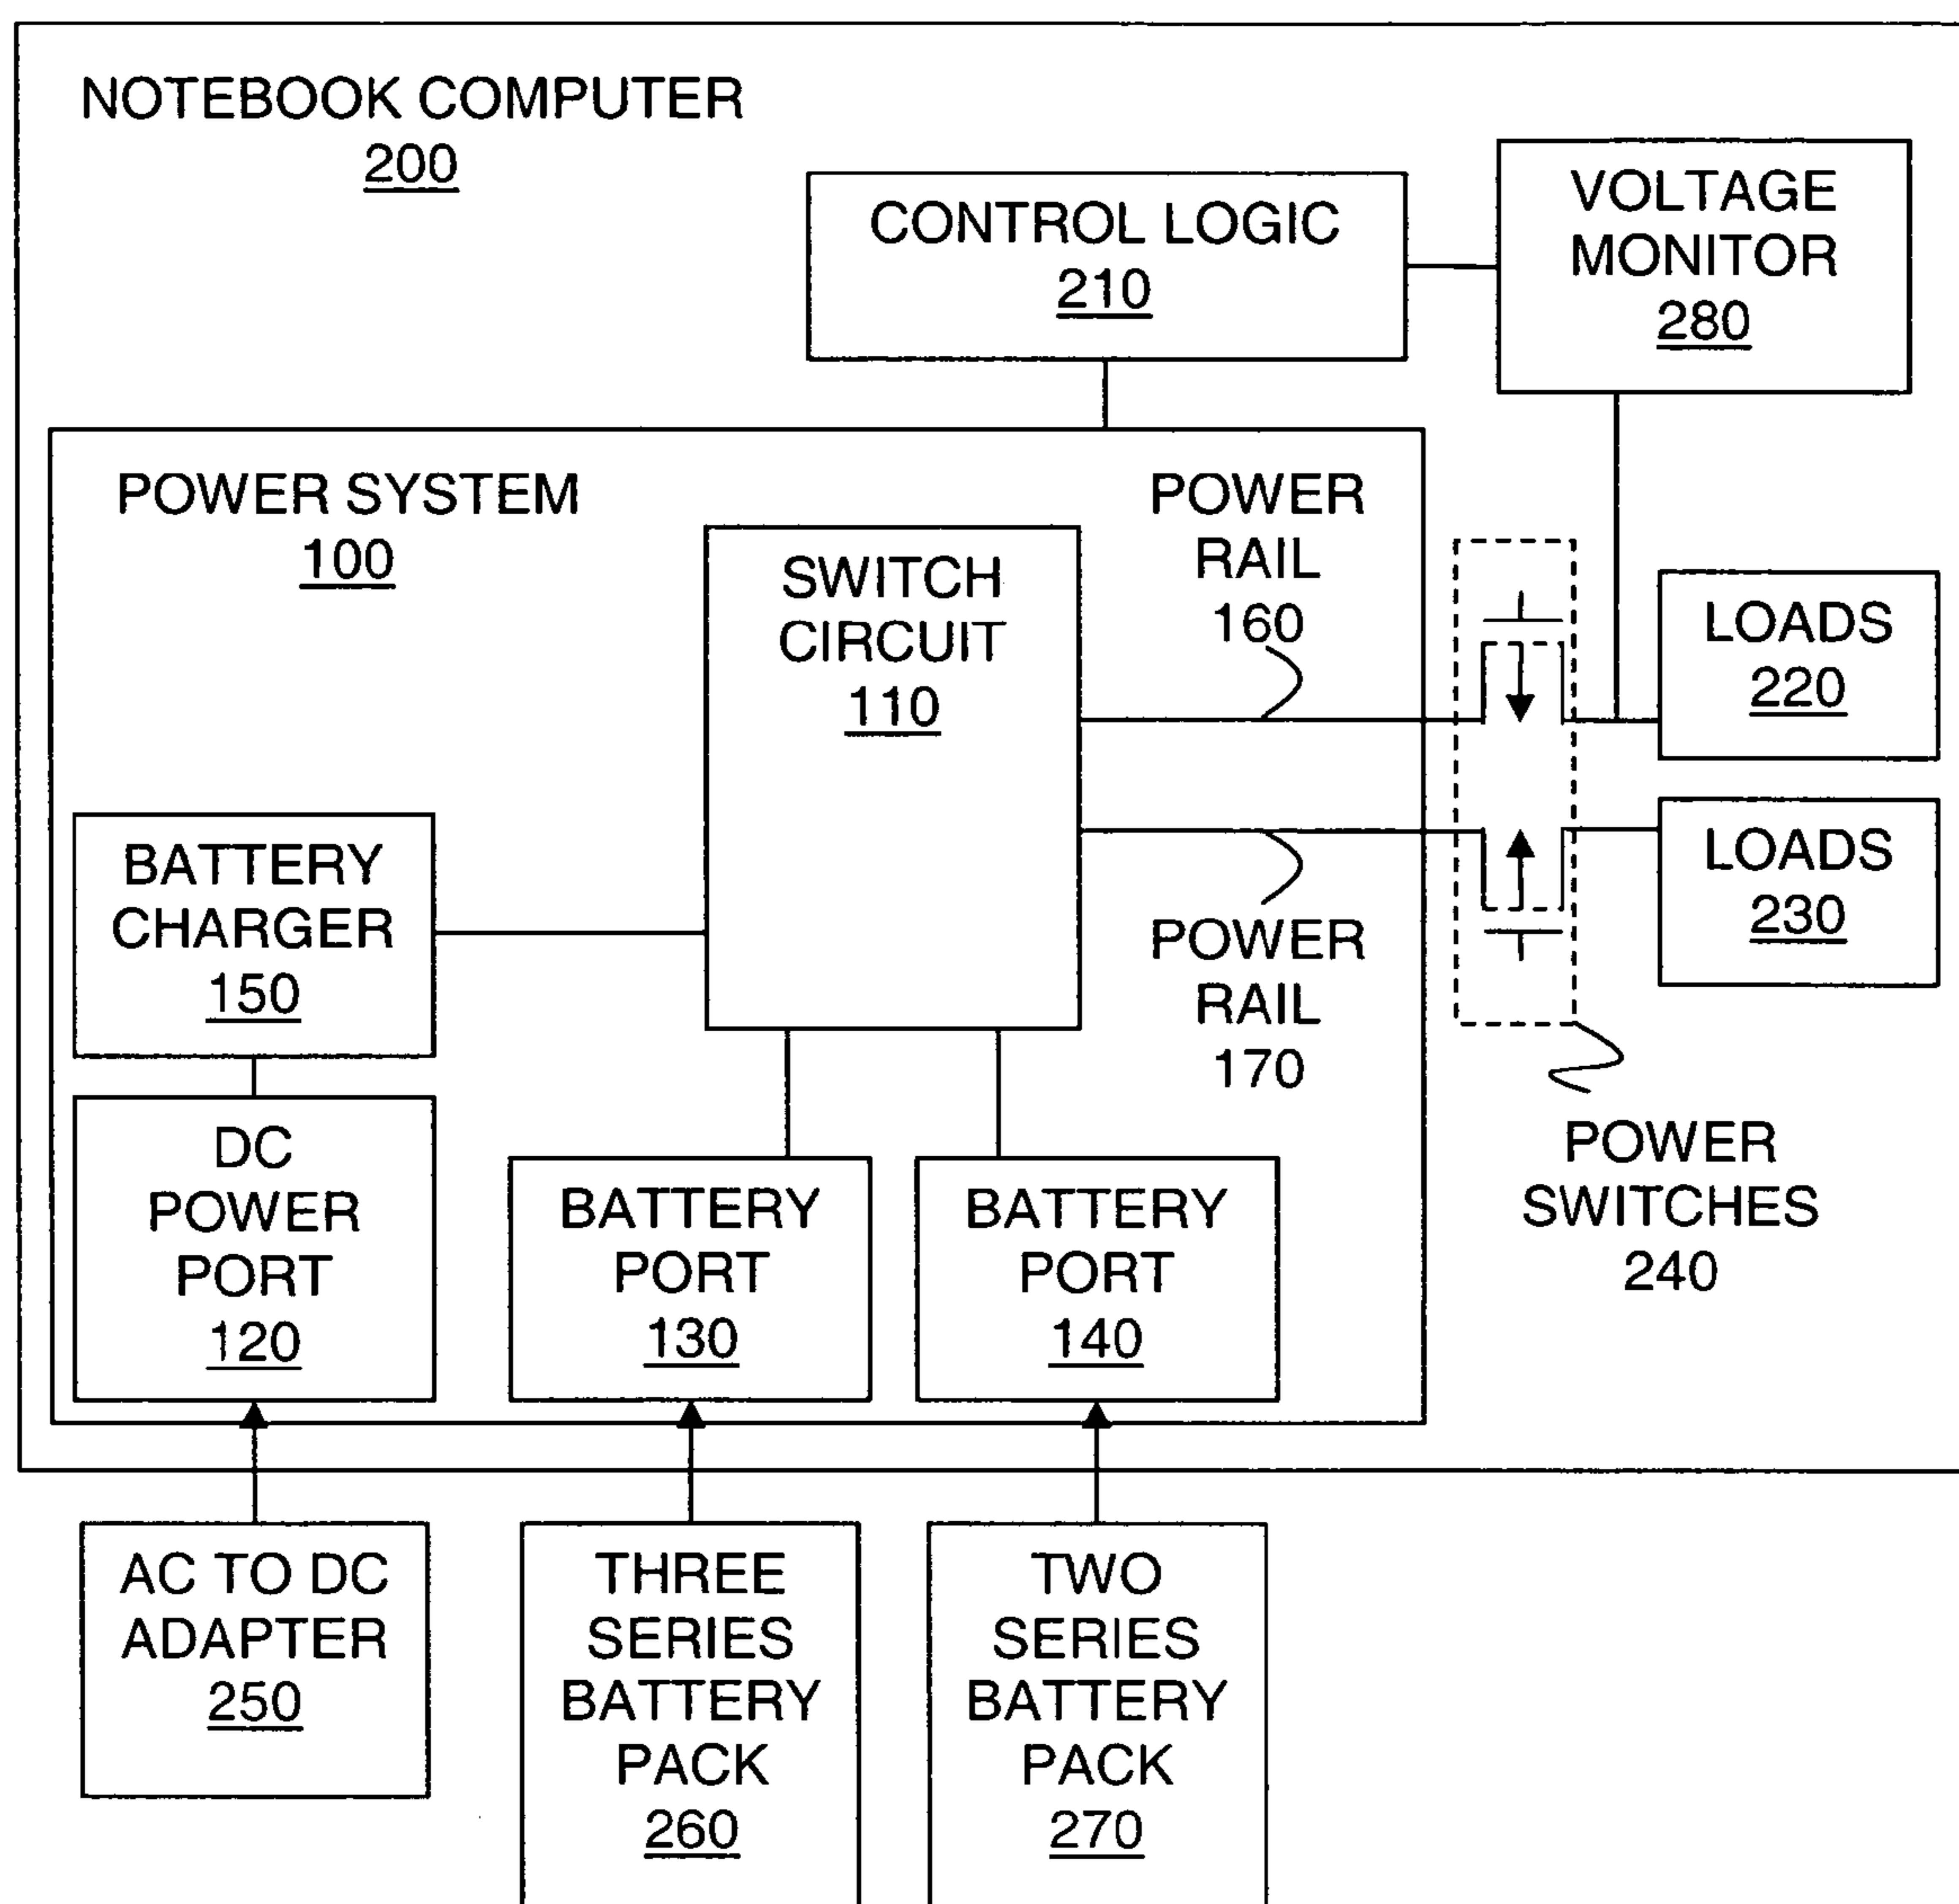 NOTEBOOK COMPUTER
200
CONTROL LOGIC
210
VOLTAGE
MONITOR
280
POWER SYSTEM
100
SWITCH
CIRCUIT
110
POWER
RAIL
160
LOADS
220
BATTERY
CHARGER
150
POWER
RAIL
170
LOADS
230
DC
POWER
PORT
120
BATTERY
PORT
130
BATTERY
PORT
140
POWER
SWITCHES
240
AC TO DC
ADAPTER
250
THREE
SERIES
BATTERY
PACK
260
TWO
SERIES
BATTERY
PACK
270